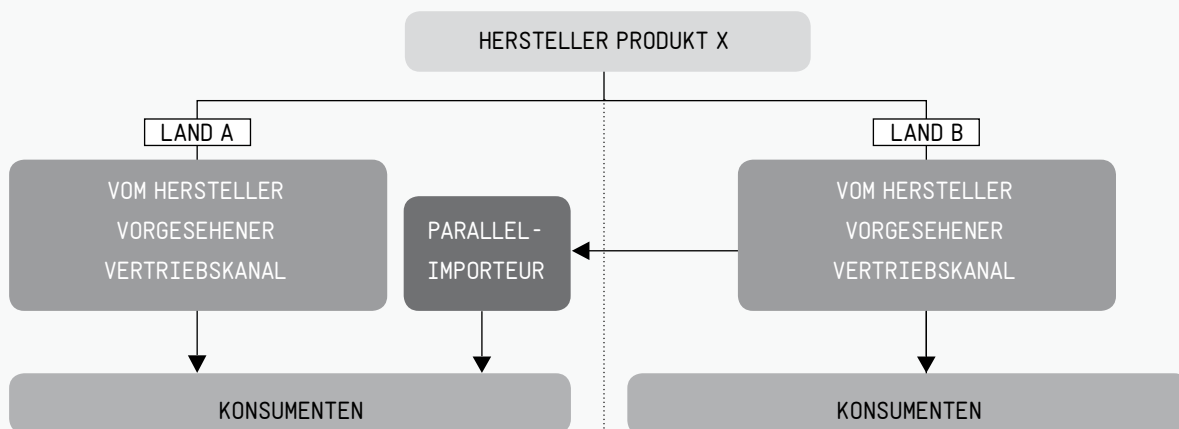 HERSTELLER PRODUKT X
LAND A
LAND B
VOM HERSTELLER
VORGESEHENER
VERTRIEBSKANAL
PARALLEL-
IMPORTEUR
VOM HERSTELLER
VORGESEHENER
VERTRIEBSKANAL
KONSUMENTEN
KONSUMENTEN